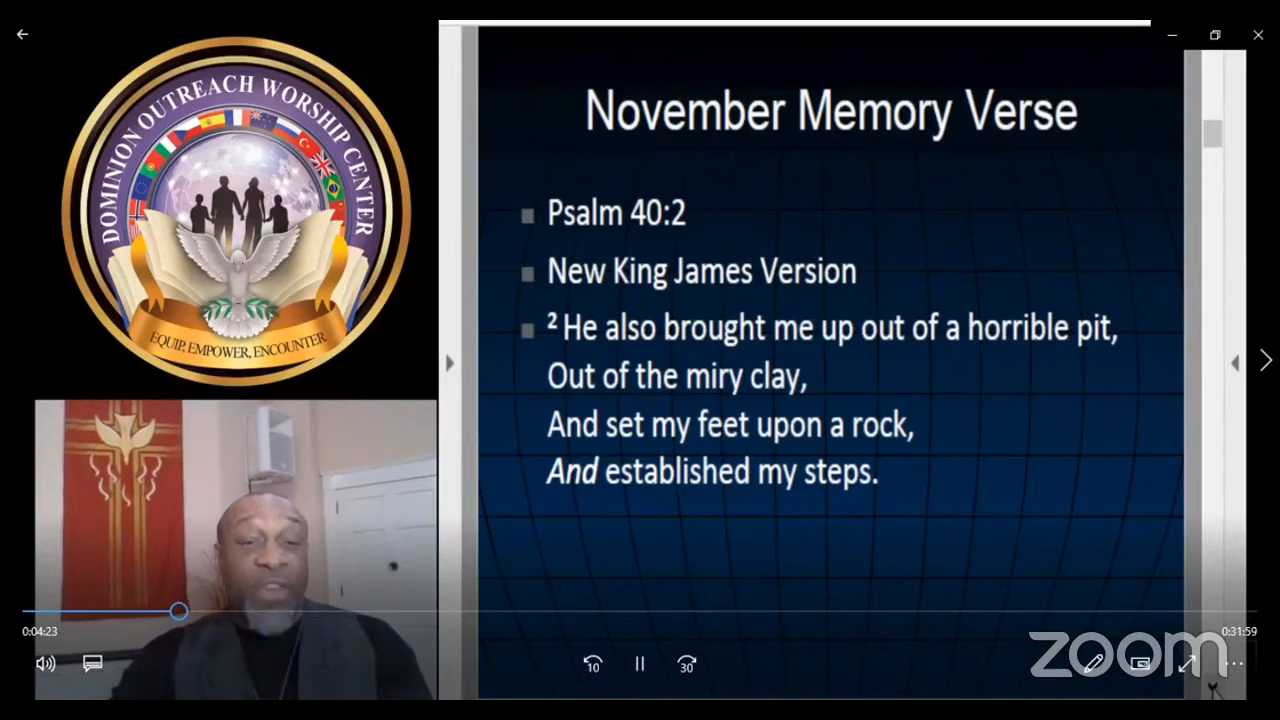 DOMINION OUTREACH WORSHIP CENTER
EQUIP, EMPOWER, ENCOUNTER
November Memory Verse
Psalm 40:2
New King James Version
² He also brought me up out of a horrible pit,
Out of the miry clay,
And set my feet upon a rock,
And established my steps.
0:04:23
0:31:59
10
30
zoom